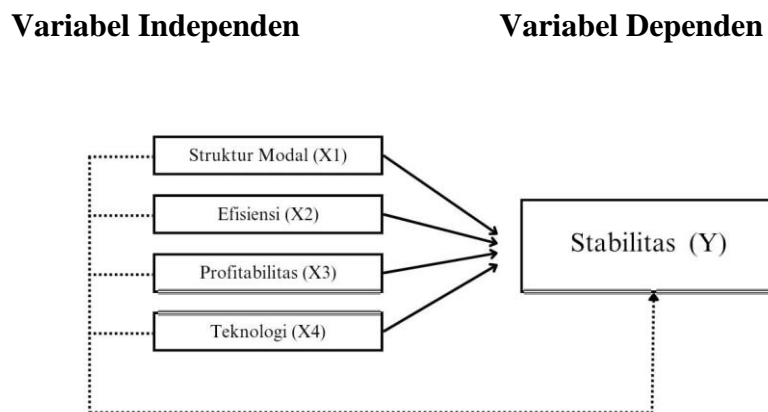 Variabel Independen
Variabel Dependen
Struktur Modal (X1)
Efisiensi (X2)
Profitabilitas (X3)
Teknologi (X4)
Stabilitas (Y)